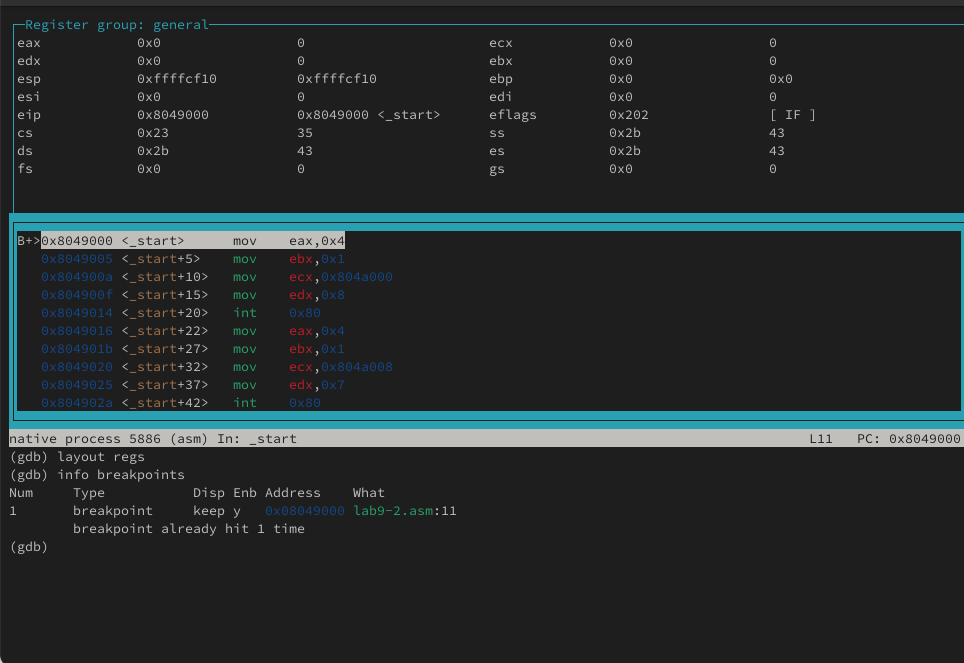 Register group: general
eax 0x0 0 ecx 0x0 0
edx 0x0 0 ebx 0x0 0
esp 0xffffcf10 0xffffcf10 ebp 0x0 0x0
esi 0x0 0 edi 0x0 0
eip 0x8049000 0x8049000 <_start> eflags 0x202 [ IF ]
cs 0x23 35 ss 0x2b 43
ds 0x2b 43 es 0x2b 43
fs 0x0 0 gs 0x0 0
B+>0x8049000 <_start> mov eax,0x4
0x8049005 <_start+5> mov ebx,0x1
0x804900a <_start+10> mov ecx,0x804a000
0x804900f <_start+15> mov edx,0x8
0x8049014 <_start+20> int 0x80
0x8049016 <_start+22> mov eax,0x4
0x804901b <_start+27> mov ebx,0x1
0x8049020 <_start+32> mov ecx,0x804a008
0x8049025 <_start+37> mov edx,0x7
0x804902a <_start+42> int 0x80
native process 5886 (asm) In: _start L11 PC: 0x8049000
(gdb) layout regs
(gdb) info breakpoints
Num Type Disp Enb Address What
1 breakpoint keep y 0x08049000 lab9-2.asm:11
breakpoint already hit 1 time
(gdb)